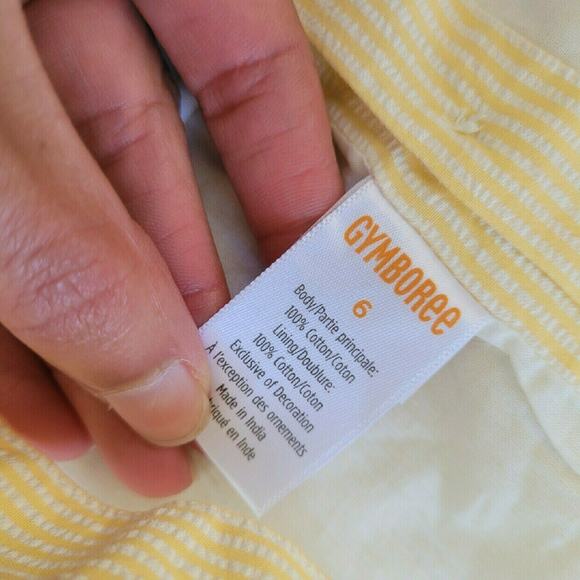 GYMBORee
6
Body/Partie principale:
100% Cotton/Coton
Lining/Doublure:
100% Cotton/Coton
Exclusive of Decoration
À l'exception des ornements
Made in India
riqué en Inde